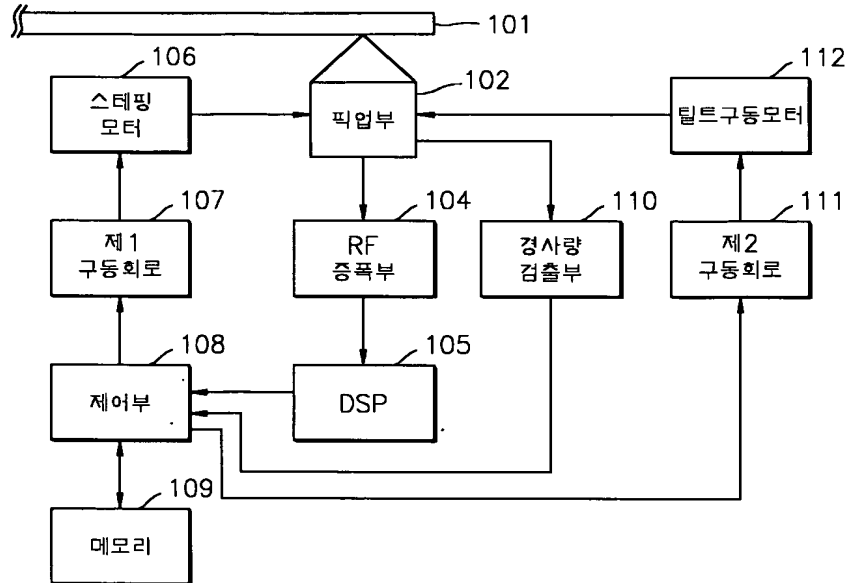 101
106
스테핑
모터
102
픽업부
112
틸트구동모터
107
제1
구동회로
104
RF
증폭부
110
경사량
검출부
111
제2
구동회로
108
제어부
105
DSP
109
메모리